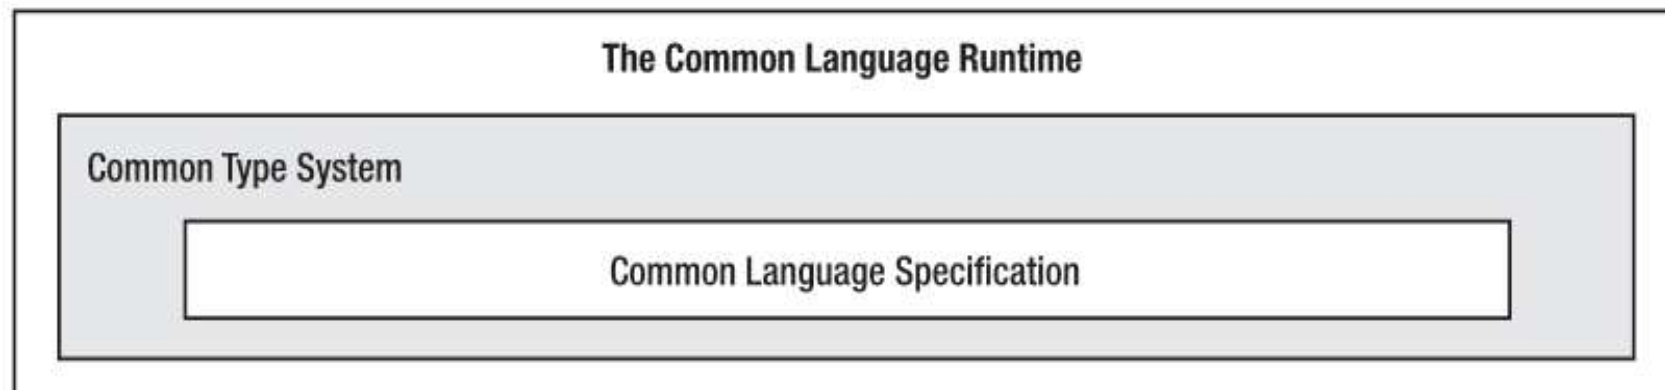 The Common Language Runtime
Common Type System
Common Language Specification